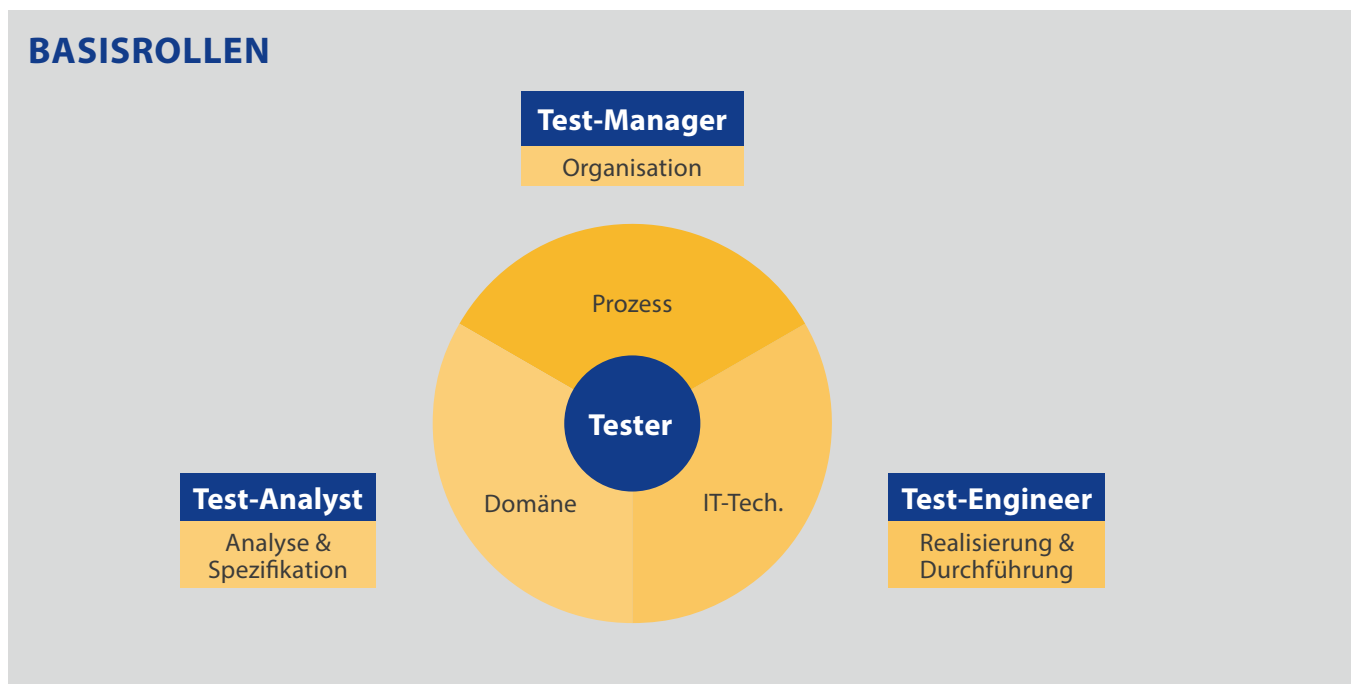 BASISROLLEN
Test-Manager
Organisation
Prozess
Tester
Domäne
IT-Tech.
Test-Analyst
Analyse &
Spezifikation
Test-Engineer
Realisierung &
Durchführung